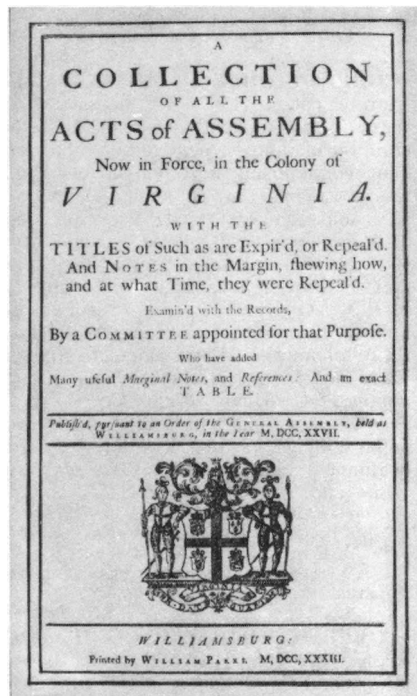 A
COLLECTION
OF ALL THE
ACTS of ASSEMBLY,
Now in Force, in the Colony of
VIRGINIA.
WITH THE
TITLES of Such as are Expir'd, or Repeal'd.
And NOTES in the Margin, ſhewing how,
and at what Time, they were Repeal'd.
Examin'd with the Records,
By a COMMITTEE appointed for that Purpoſe.
Who have added
Many uſeful Marginal Notes, and References: And an exact
TABLE.
Publiſh'd, purſuant to an Order of the GENERAL ASSEMBLY, held at
WILLIAMSBURG, in the Year M, DCC, XXVII.
WILLIAMSBURG:
Printed by WILLIAM PARKS. M, DCC, XXXIII.